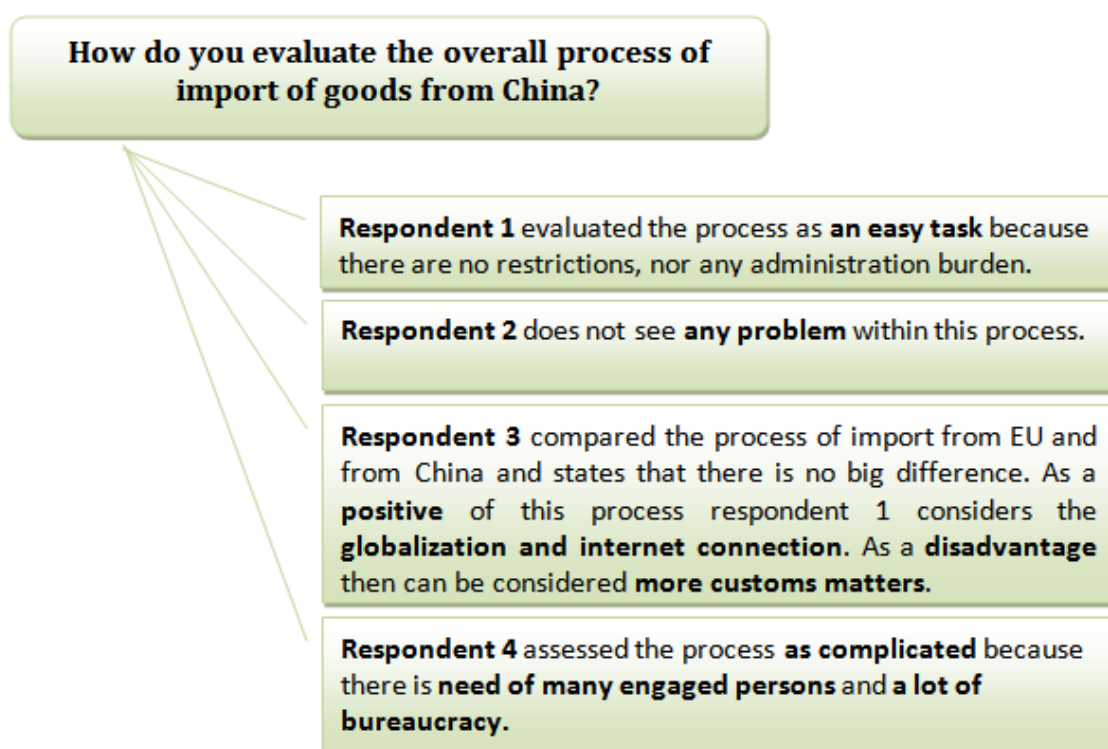 How do you evaluate the overall process of
import of goods from China?
Respondent 1 evaluated the process as an easy task because
there are no restrictions, nor any administration burden.
Respondent 2 does not see any problem within this process.
Respondent 3 compared the process of import from EU and
from China and states that there is no big difference. As a
positive of this process respondent 1 considers the
globalization and internet connection. As a disadvantage
then can be considered more customs matters.
Respondent 4 assessed the process as complicated because
there is need of many engaged persons and a lot of
bureaucracy.